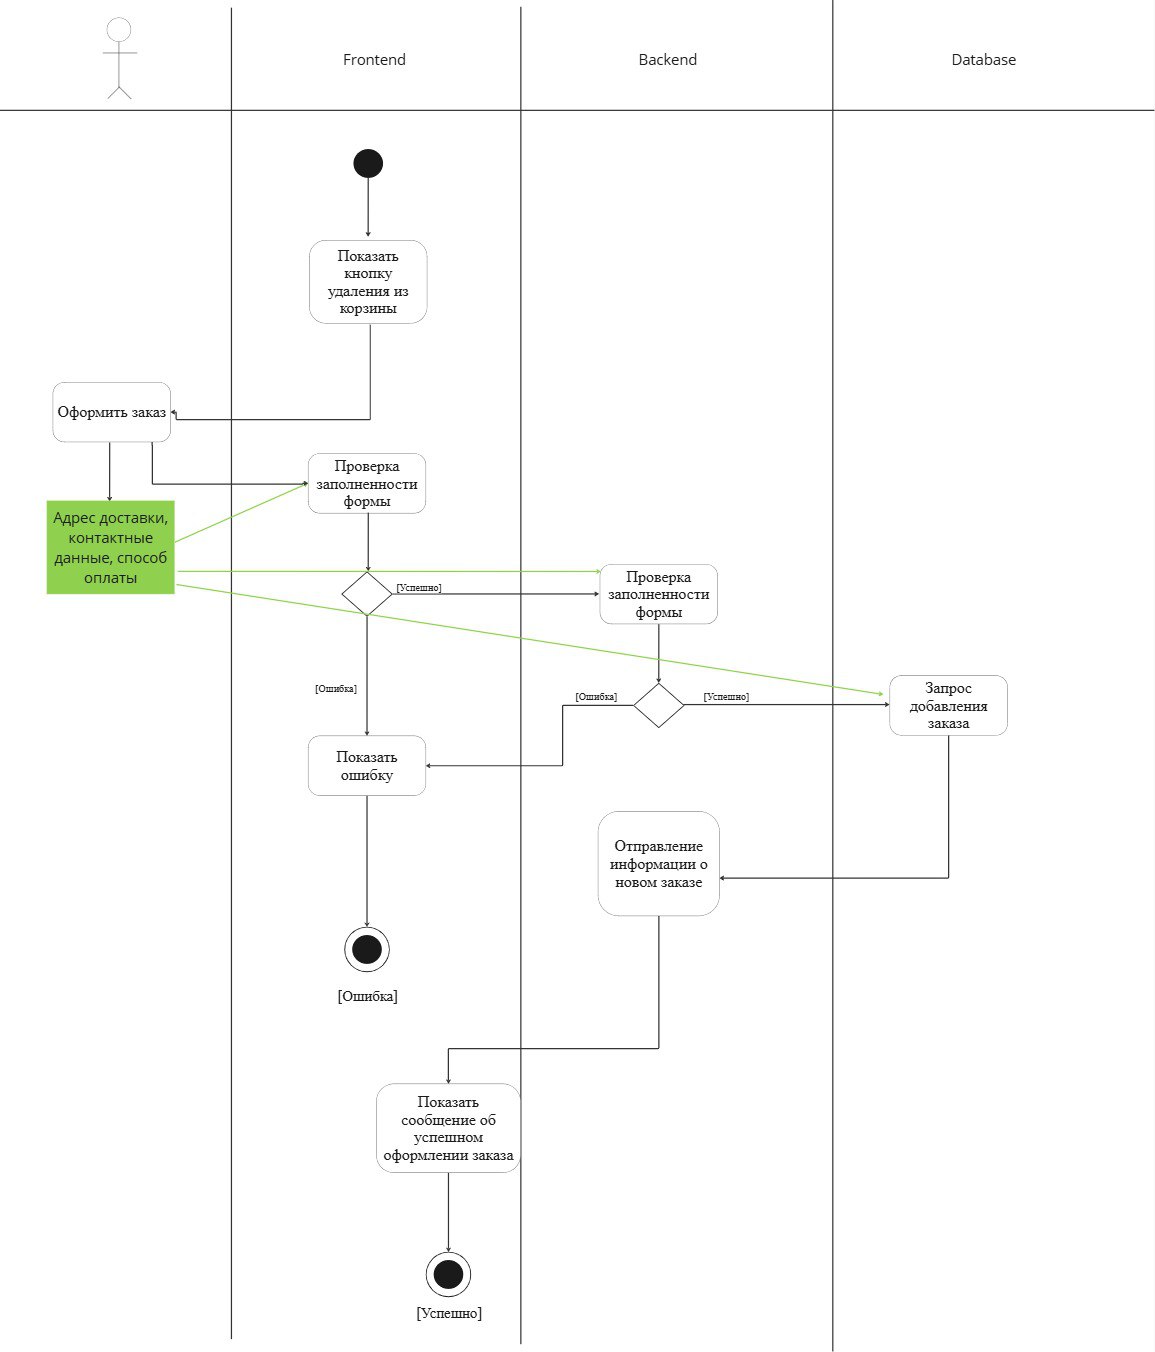 Frontend
Backend
Database
Показать
кнопку
удаления из
корзины
Оформить заказ
Проверка
заполненности
формы
Адрес доставки,
контактные
данные, способ
оплаты
[Успешно]
Проверка
заполненности
формы
[Ошибка]
[Ошибка]
[Успешно]
Запрос
добавления
заказа
Показать
ошибку
Отправление
информации о
новом заказе
[Ошибка]
Показать
сообщение об
успешном
оформлении заказа
[Успешно]